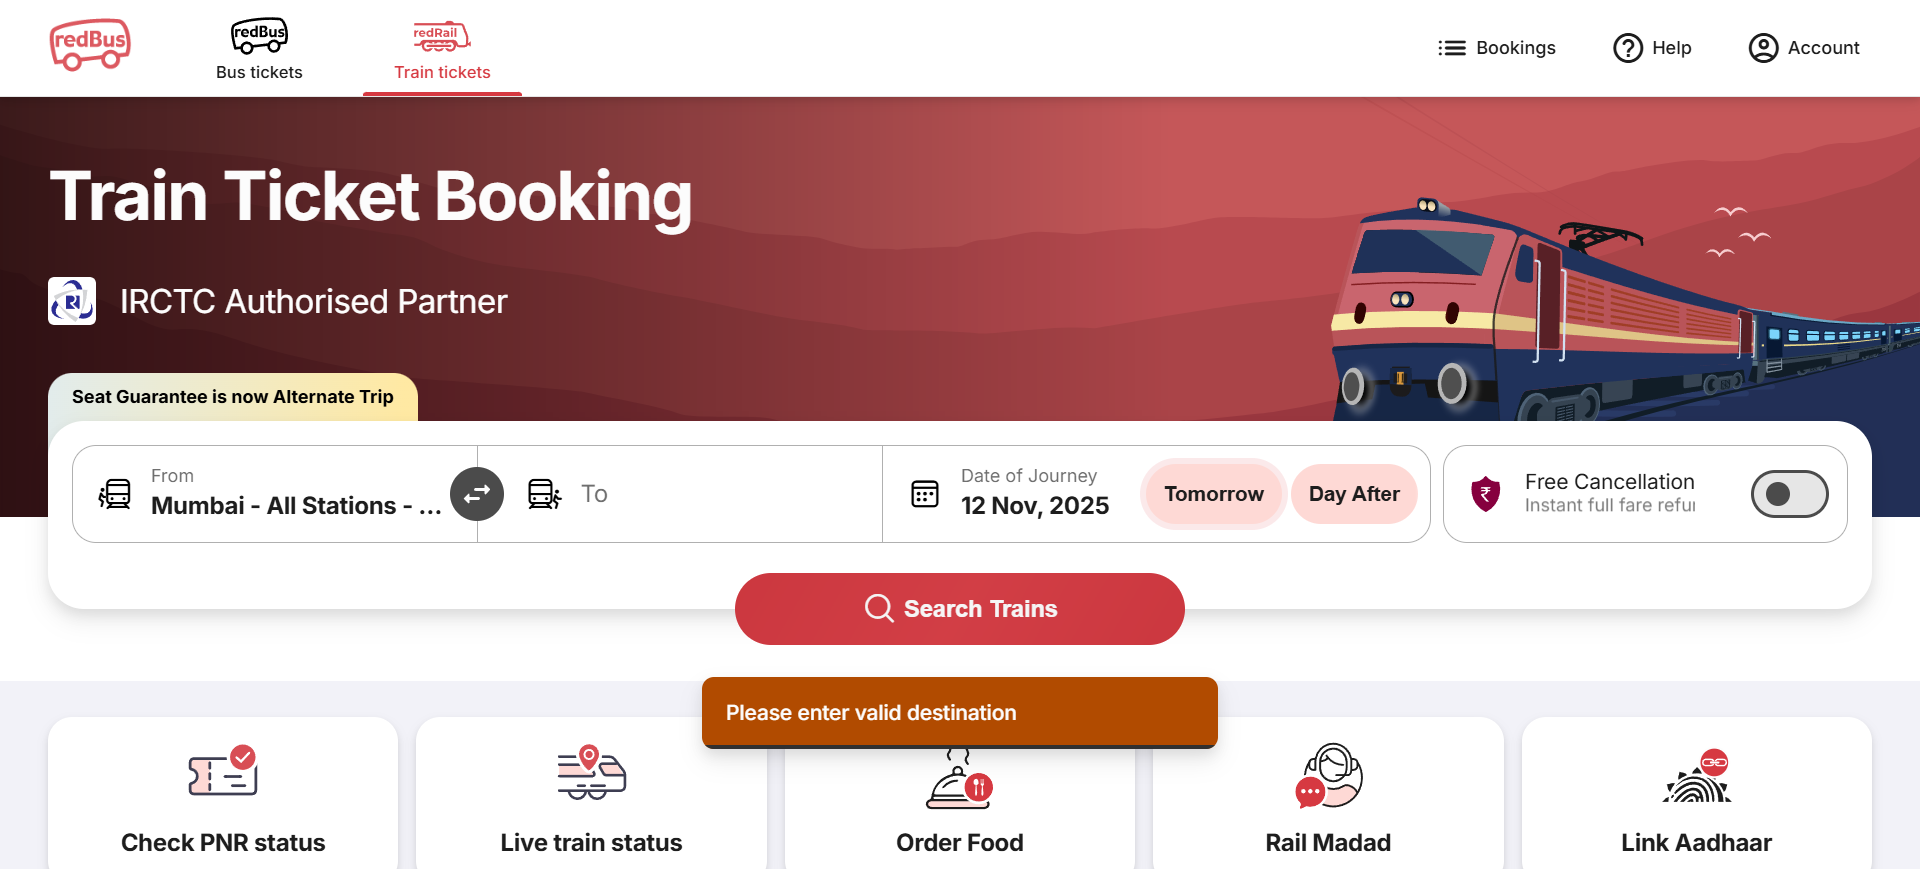 redBus
redBus
Bus tickets
redRail
Train tickets
Bookings
Help
Account
Train Ticket Booking
IRCTC Authorised Partner
Seat Guarantee is now Alternate Trip
From
Mumbai - All Stations - ...
To
Date of Journey
12 Nov, 2025
Tomorrow
Day After
Free Cancellation
Instant full fare refu
Search Trains
Please enter valid destination
Check PNR status
Live train status
Order Food
Rail Madad
Link Aadhaar